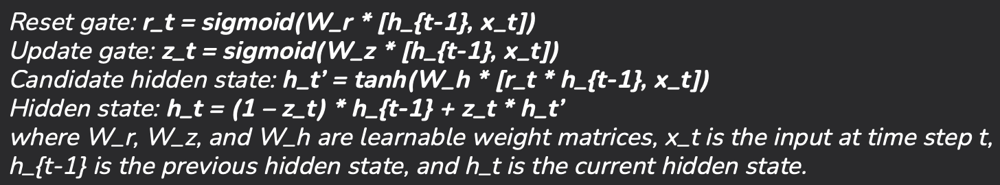 Reset gate: r_t = sigmoid(W_r * [h_{t-1}, x_t])
Update gate: z_t = sigmoid(W_z * [h_{t-1}, x_t])
Candidate hidden state: h_t’ = tanh(W_h * [r_t * h_{t-1}, x_t])
Hidden state: h_t = (1 – z_t) * h_{t-1} + z_t * h_t’
where W_r, W_z, and W_h are learnable weight matrices, x_t is the input at time step t,
h_{t-1} is the previous hidden state, and h_t is the current hidden state.